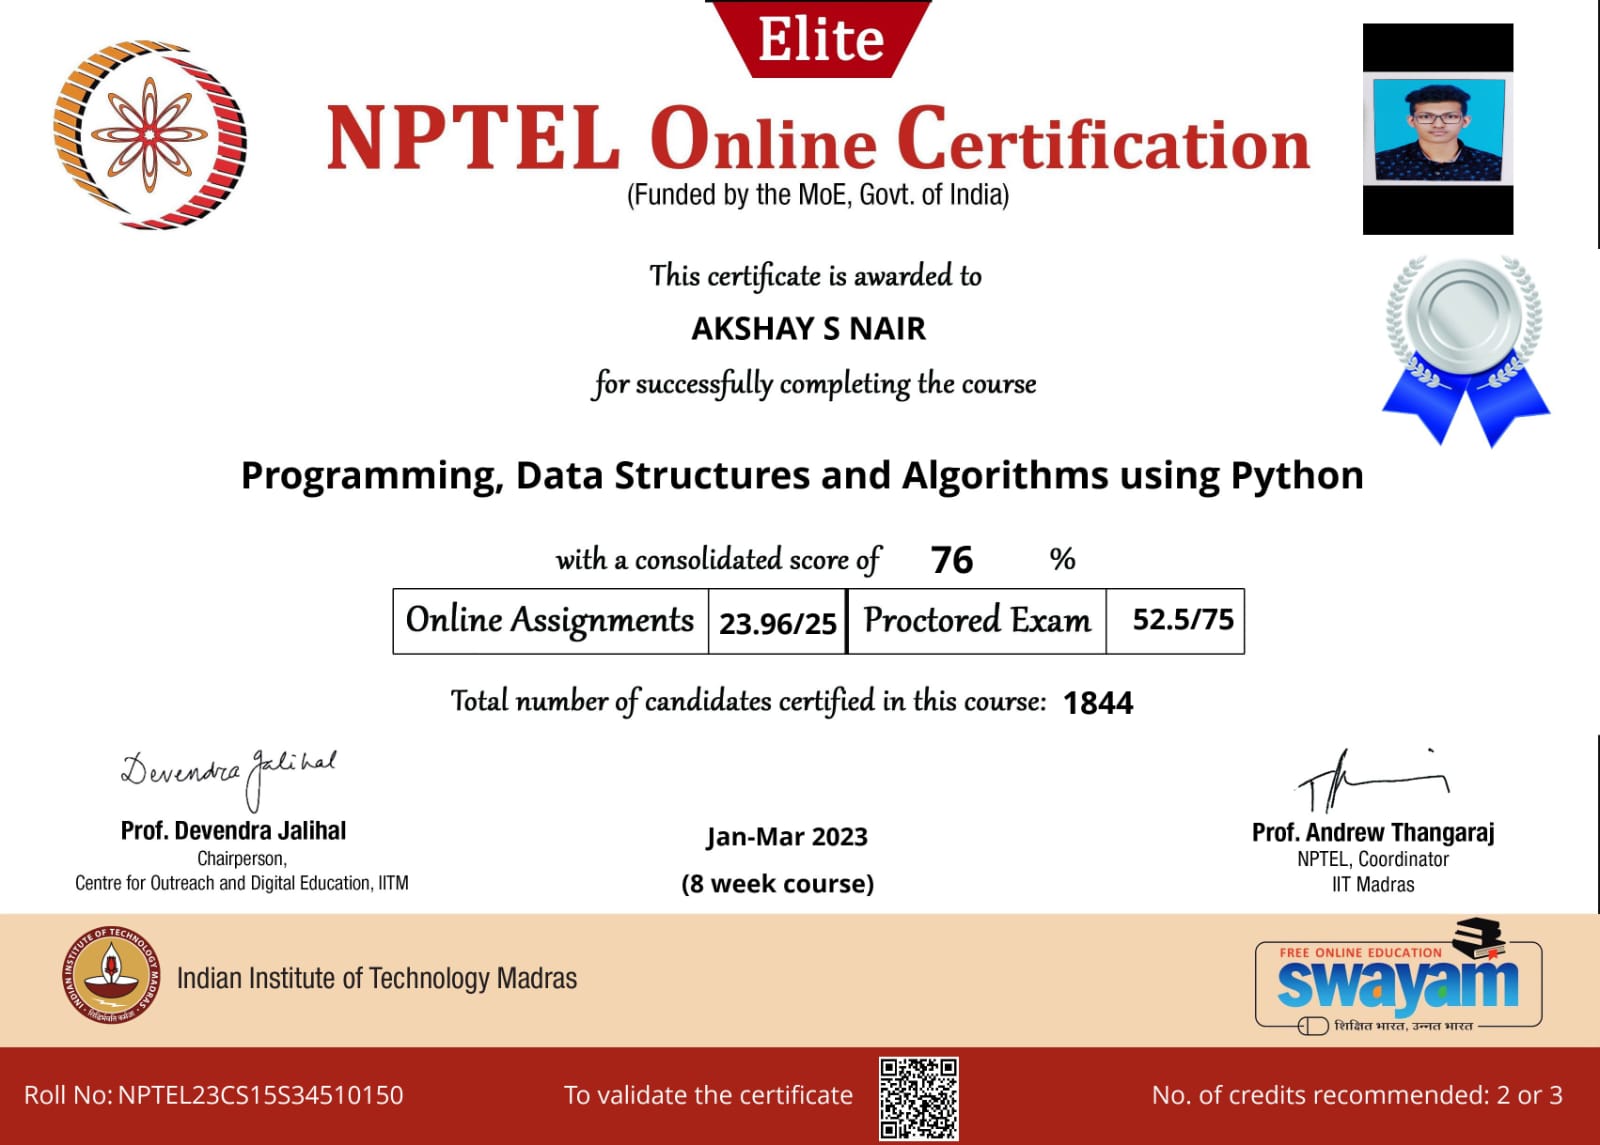 Elite
NPTEL Online Certification
(Funded by the MoE, Govt. of India)
This certificate is awarded to
AKSHAY S NAIR
for successfully completing the course
Programming, Data Structures and Algorithms using Python
with a consolidated score of 76 %
Online Assignments 23.96/25 Proctored Exam 52.5/75
Total number of candidates certified in this course: 1844
Devendra Jalihal
Prof. Devendra Jalihal
Chairperson,
Centre for Outreach and Digital Education, IITM
Jan-Mar 2023
(8 week course)
Prof. Andrew Thangaraj
NPTEL, Coordinator
IIT Madras
INDIAN INSTITUTE OF TECHNOLOGY MADRAS
सिद्धिर्भवति कर्मजा
Indian Institute of Technology Madras
FREE ONLINE EDUCATION
swayam
शिक्षित भारत, उन्नत भारत
Roll No: NPTEL23CS15S34510150
To validate the certificate
No. of credits recommended: 2 or 3